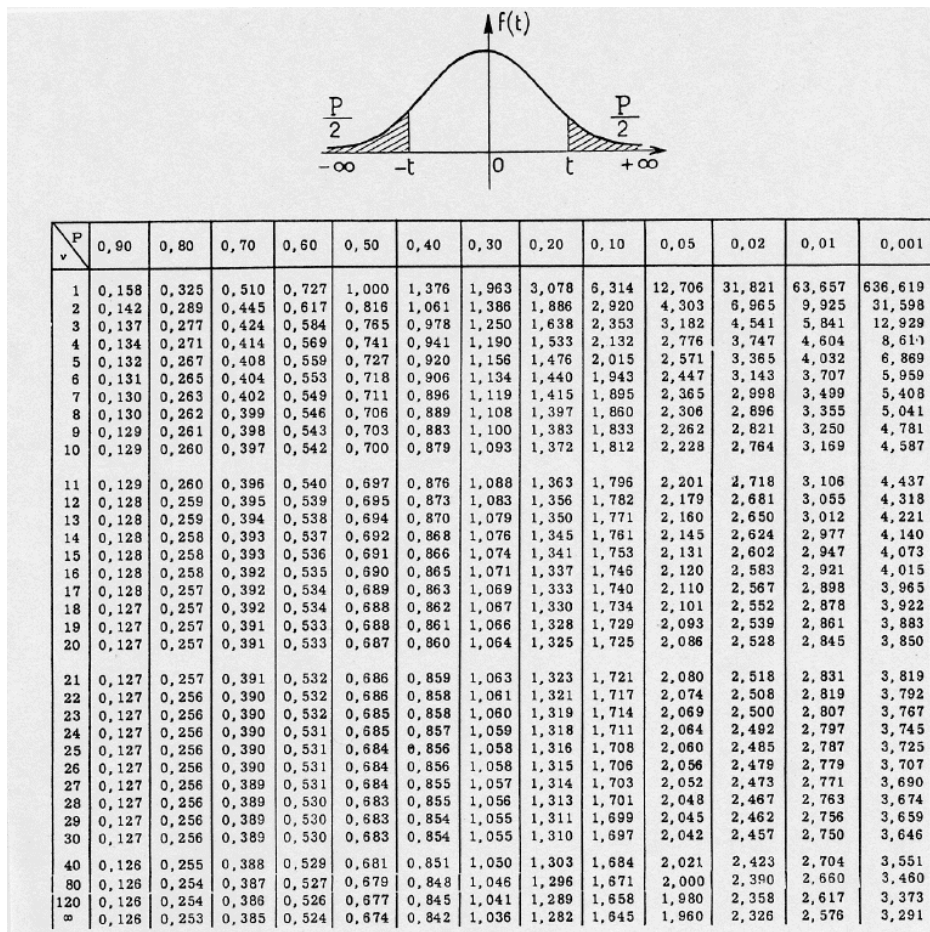 f(t)
P/2 P/2
-∞ -t 0 t +∞
P
v 0,90 0,80 0,70 0,60 0,50 0,40 0,30 0,20 0,10 0,05 0,02 0,01 0,001
1 0,158 0,325 0,510 0,727 1,000 1,376 1,963 3,078 6,314 12,706 31,821 63,657 636,619
2 0,142 0,289 0,445 0,617 0,816 1,061 1,386 1,886 2,920 4,303 6,965 9,925 31,598
3 0,137 0,277 0,424 0,584 0,765 0,978 1,250 1,638 2,353 3,182 4,541 5,841 12,929
4 0,134 0,271 0,414 0,569 0,741 0,941 1,190 1,533 2,132 2,776 3,747 4,604 8,610
5 0,132 0,267 0,408 0,559 0,727 0,920 1,156 1,476 2,015 2,571 3,365 4,032 6,869
6 0,131 0,265 0,404 0,553 0,718 0,906 1,134 1,440 1,943 2,447 3,143 3,707 5,959
7 0,130 0,263 0,402 0,549 0,711 0,896 1,119 1,415 1,895 2,365 2,998 3,499 5,408
8 0,130 0,262 0,399 0,546 0,706 0,889 1,108 1,397 1,860 2,306 2,896 3,355 5,041
9 0,129 0,261 0,398 0,543 0,703 0,883 1,100 1,383 1,833 2,262 2,821 3,250 4,781
10 0,129 0,260 0,397 0,542 0,700 0,879 1,093 1,372 1,812 2,228 2,764 3,169 4,587
11 0,129 0,260 0,396 0,540 0,697 0,876 1,088 1,363 1,796 2,201 2,718 3,106 4,437
12 0,128 0,259 0,395 0,539 0,695 0,873 1,083 1,356 1,782 2,179 2,681 3,055 4,318
13 0,128 0,259 0,394 0,538 0,694 0,870 1,079 1,350 1,771 2,160 2,650 3,012 4,221
14 0,128 0,258 0,393 0,537 0,692 0,868 1,076 1,345 1,761 2,145 2,624 2,977 4,140
15 0,128 0,258 0,393 0,536 0,691 0,866 1,074 1,341 1,753 2,131 2,602 2,947 4,073
16 0,128 0,258 0,392 0,535 0,690 0,865 1,071 1,337 1,746 2,120 2,583 2,921 4,015
17 0,128 0,257 0,392 0,534 0,689 0,863 1,069 1,333 1,740 2,110 2,567 2,898 3,965
18 0,127 0,257 0,392 0,534 0,688 0,862 1,067 1,330 1,734 2,101 2,552 2,878 3,922
19 0,127 0,257 0,391 0,533 0,688 0,861 1,066 1,328 1,729 2,093 2,539 2,861 3,883
20 0,127 0,257 0,391 0,533 0,687 0,860 1,064 1,325 1,725 2,086 2,528 2,845 3,850
21 0,127 0,257 0,391 0,532 0,686 0,859 1,063 1,323 1,721 2,080 2,518 2,831 3,819
22 0,127 0,256 0,390 0,532 0,686 0,858 1,061 1,321 1,717 2,074 2,508 2,819 3,792
23 0,127 0,256 0,390 0,532 0,685 0,858 1,060 1,319 1,714 2,069 2,500 2,807 3,767
24 0,127 0,256 0,390 0,531 0,685 0,857 1,059 1,318 1,711 2,064 2,492 2,797 3,745
25 0,127 0,256 0,390 0,531 0,684 0,856 1,058 1,316 1,708 2,060 2,485 2,787 3,725
26 0,127 0,256 0,390 0,531 0,684 0,856 1,058 1,315 1,706 2,056 2,479 2,779 3,707
27 0,127 0,256 0,389 0,531 0,684 0,855 1,057 1,314 1,703 2,052 2,473 2,771 3,690
28 0,127 0,256 0,389 0,530 0,683 0,855 1,056 1,313 1,701 2,048 2,467 2,763 3,674
29 0,127 0,256 0,389 0,530 0,683 0,854 1,055 1,311 1,699 2,045 2,462 2,756 3,659
30 0,127 0,256 0,389 0,530 0,683 0,854 1,055 1,310 1,697 2,042 2,457 2,750 3,646
40 0,126 0,255 0,388 0,529 0,681 0,851 1,050 1,303 1,684 2,021 2,423 2,704 3,551
80 0,126 0,254 0,387 0,527 0,679 0,848 1,046 1,296 1,671 2,000 2,390 2,660 3,460
120 0,126 0,254 0,386 0,526 0,677 0,845 1,041 1,289 1,658 1,980 2,358 2,617 3,373
∞ 0,126 0,253 0,385 0,524 0,674 0,842 1,036 1,282 1,645 1,960 2,326 2,576 3,291